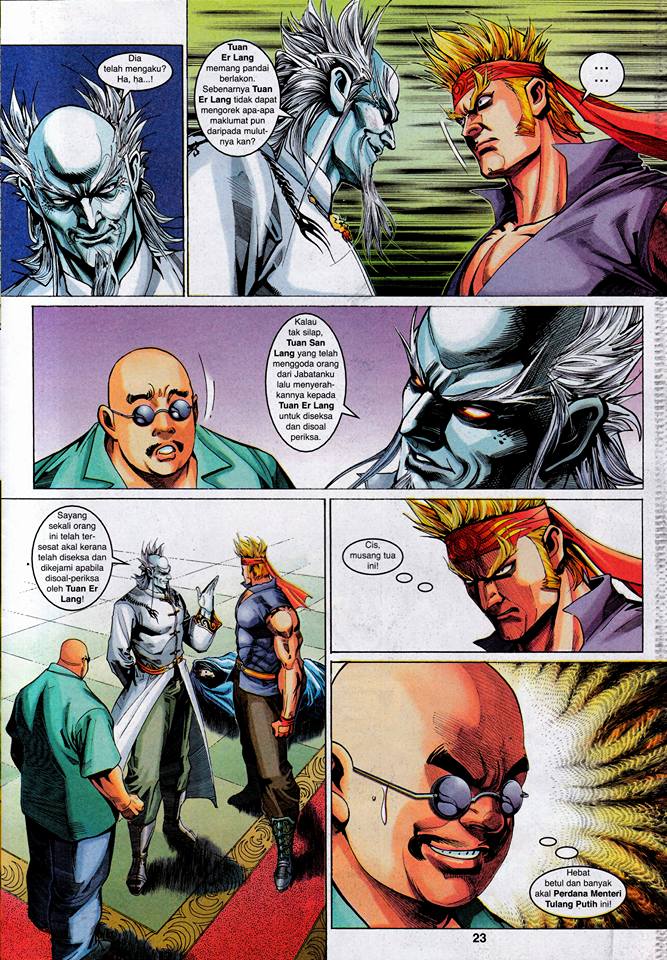 Dia
telah mengaku?
Ha, ha...!
Tuan
Er Lang
memang pandai
berlakon.
Sebenarnya Tuan
Er Lang tidak dapat
mengorek apa-apa
maklumat pun
daripada mulut-
nya kan?
...
...
Kalau
tak silap,
Tuan San
Lang yang telah
menggoda orang
dari Jabatanku
lalu menyerah-
kannya kepada
Tuan Er Lang
untuk diseksa
dan disoal
periksa.
Sayang
sekali orang
ini telah ter-
sesat akal kerana
telah diseksa dan
dikejami apabila
disoal-periksa
oleh Tuan Er
Lang!
Cis,
musang tua
ini!
Hebat
betul dan banyak
akal Perdana Menteri
Tulang Putih ini!
23